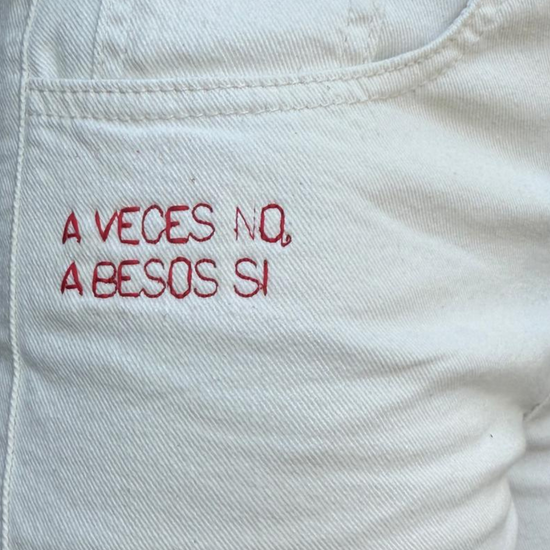 A VECES NO,
A BESOS SI